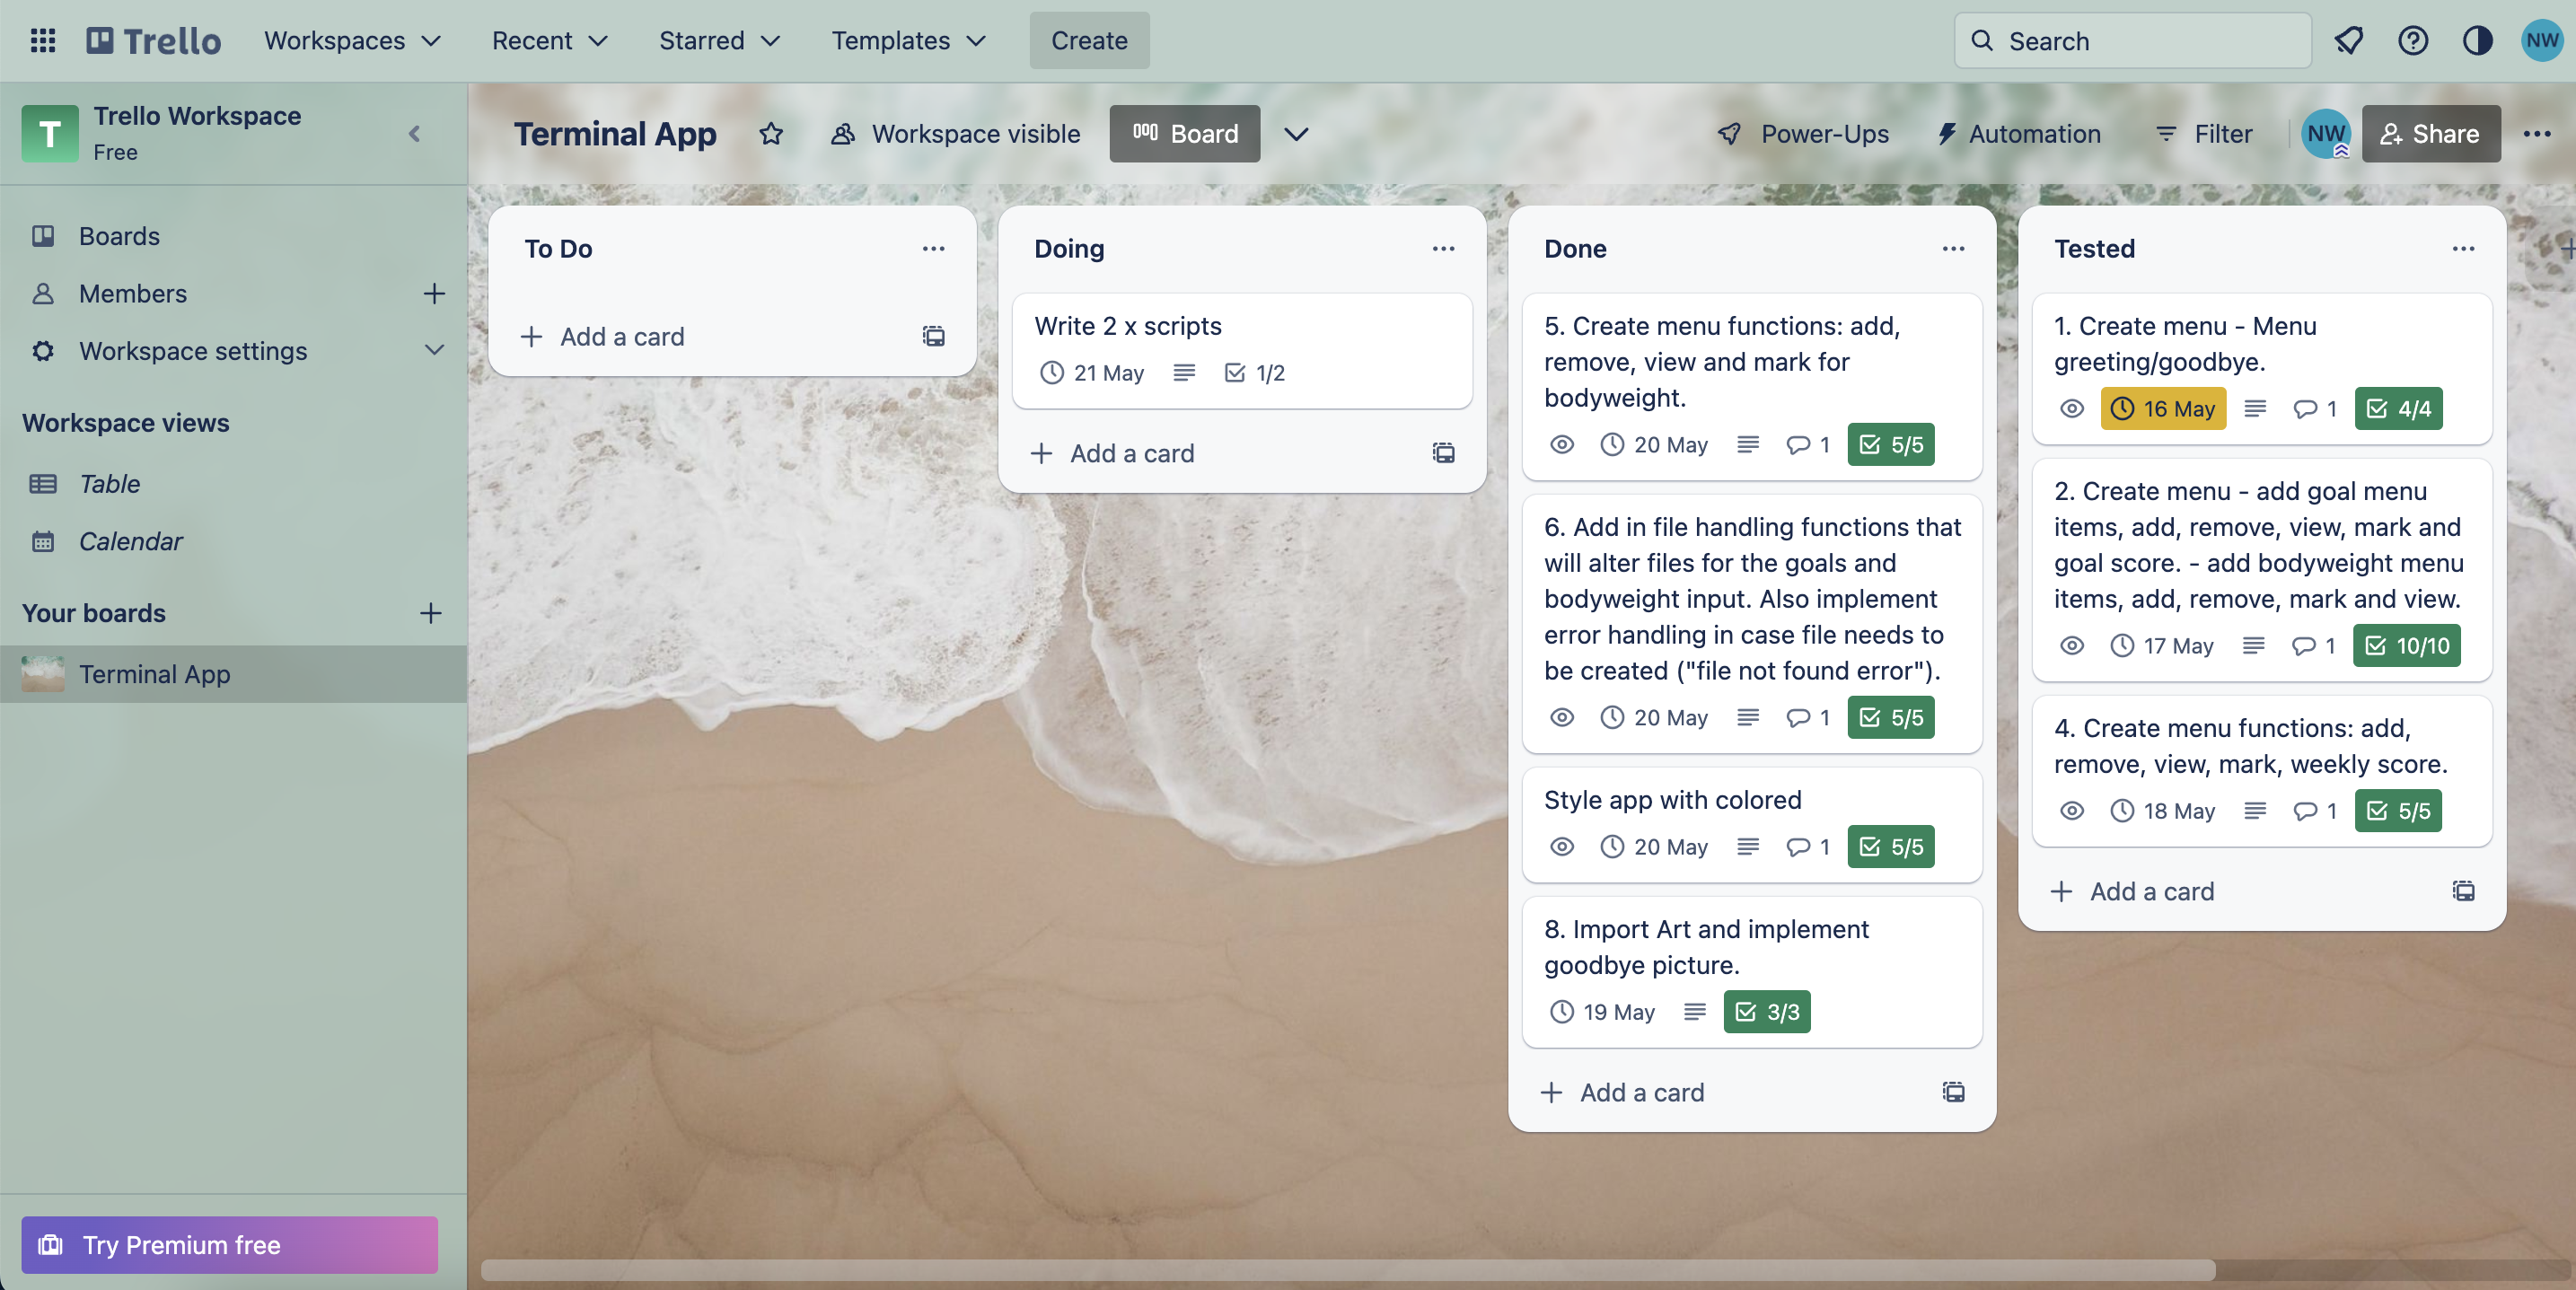 Trello
Workspaces
Recent
Starred
Templates
Create
Search
NW
T
Trello Workspace
Free
Boards
Members
Workspace settings
Workspace views
Table
Calendar
Your boards
Terminal App
Try Premium free
Terminal App
Workspace visible
Board
Power-Ups
Automation
Filter
NW
Share
To Do
Add a card
Doing
Write 2 x scripts
21 May 1/2
Add a card
Done
5. Create menu functions: add,
remove, view and mark for
bodyweight.
20 May 1 5/5
6. Add in file handling functions that
will alter files for the goals and
bodyweight input. Also implement
error handling in case file needs to
be created ("file not found error").
20 May 1 5/5
Style app with colored
20 May 1 5/5
8. Import Art and implement
goodbye picture.
19 May 3/3
Add a card
Tested
1. Create menu - Menu
greeting/goodbye.
16 May 1 4/4
2. Create menu - add goal menu
items, add, remove, view, mark and
goal score. - add bodyweight menu
items, add, remove, mark and view.
17 May 1 10/10
4. Create menu functions: add,
remove, view, mark, weekly score.
18 May 1 5/5
Add a card